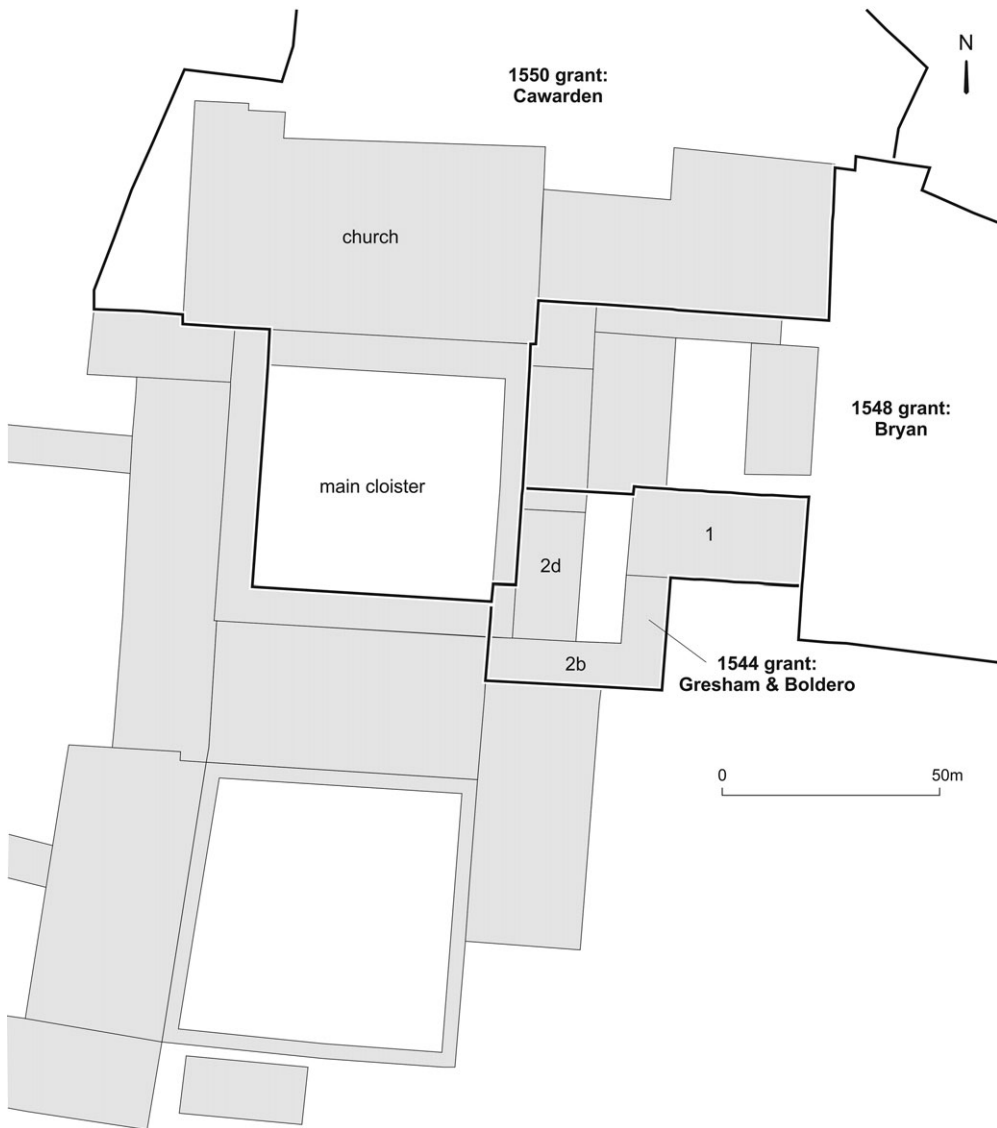 N
1550 grant:
Cawarden
church
1548 grant:
Bryan
main cloister
1
2d
2b
1544 grant:
Gresham & Boldero
0 50m